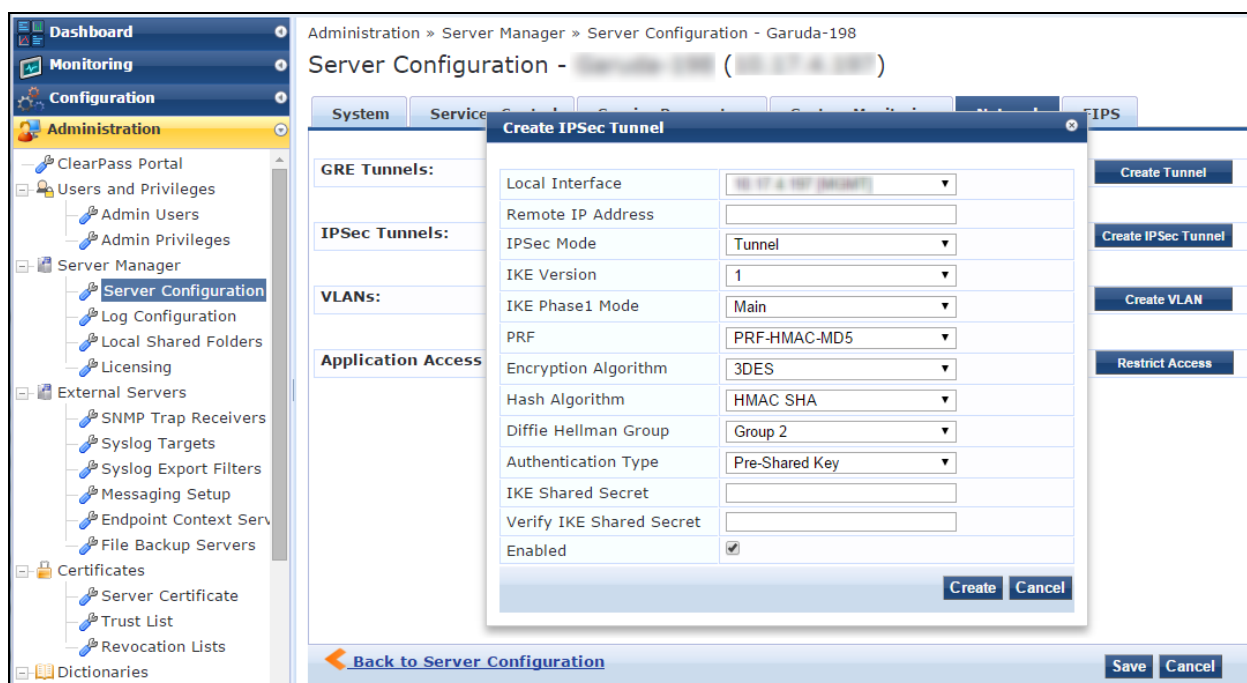 Dashboard
Monitoring
Configuration
Administration
ClearPass Portal
Users and Privileges
Admin Users
Admin Privileges
Server Manager
Server Configuration
Log Configuration
Local Shared Folders
Licensing
External Servers
SNMP Trap Receivers
Syslog Targets
Syslog Export Filters
Messaging Setup
Endpoint Context Serv
File Backup Servers
Certificates
Server Certificate
Trust List
Revocation Lists
Dictionaries
Administration » Server Manager » Server Configuration - Garuda-198
Server Configuration - ( )
System
FIPS
GRE Tunnels:
Create Tunnel
IPSec Tunnels:
Create IPSec Tunnel
VLANs:
Create VLAN
Application Access
Restrict Access
Create IPSec Tunnel
Local Interface
Remote IP Address
IPSec Mode Tunnel
IKE Version 1
IKE Phase1 Mode Main
PRF PRF-HMAC-MD5
Encryption Algorithm 3DES
Hash Algorithm HMAC SHA
Diffie Hellman Group Group 2
Authentication Type Pre-Shared Key
IKE Shared Secret
Verify IKE Shared Secret
Enabled
Create Cancel
Back to Server Configuration
Save Cancel